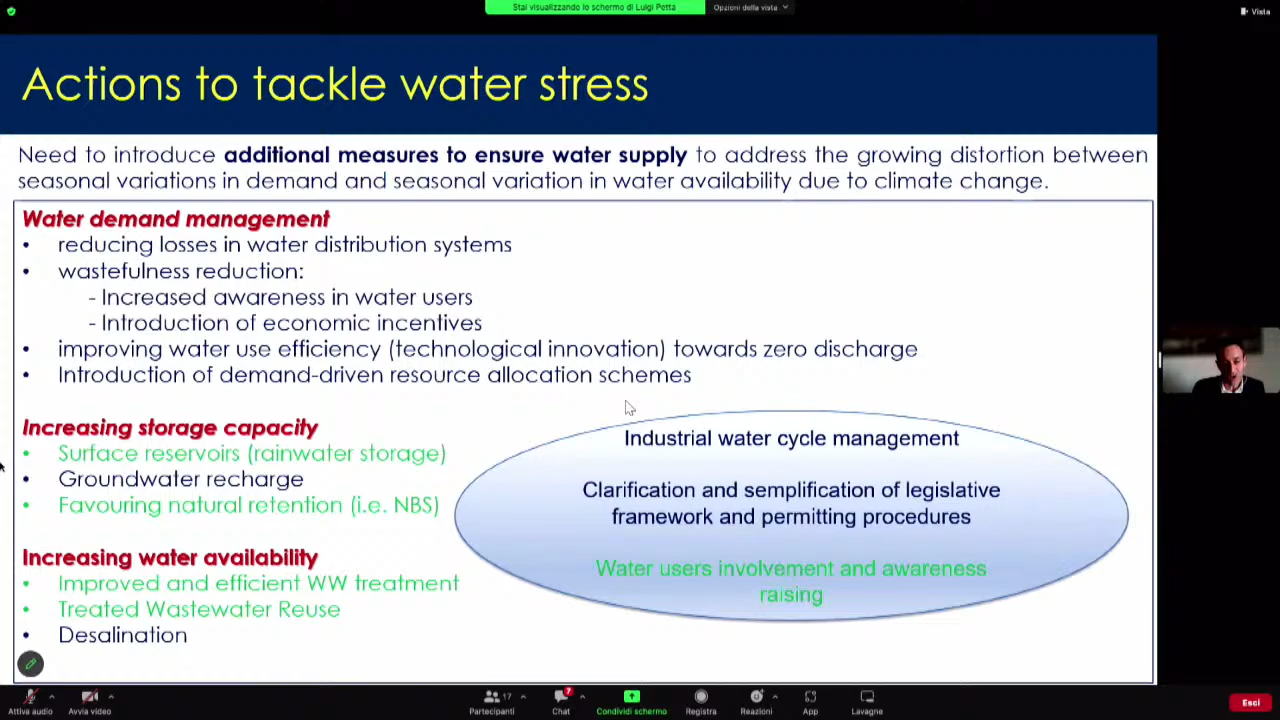 Stai visualizzando lo schermo di Luigi Petta
Opzioni della vista
Vista
Actions to tackle water stress
Need to introduce additional measures to ensure water supply to address the growing distortion between
seasonal variations in demand and seasonal variation in water availability due to climate change.
Water demand management
• reducing losses in water distribution systems
• wastefulness reduction:
- Increased awareness in water users
- Introduction of economic incentives
• improving water use efficiency (technological innovation) towards zero discharge
• Introduction of demand-driven resource allocation schemes
Increasing storage capacity
• Surface reservoirs (rainwater storage)
• Groundwater recharge
• Favouring natural retention (i.e. NBS)
Increasing water availability
• Improved and efficient WW treatment
• Treated Wastewater Reuse
• Desalination
Industrial water cycle management
Clarification and semplification of legislative
framework and permitting procedures
Water users involvement and awareness
raising
Attiva audio
Avvia video
17
Partecipanti
7
Chat
Condividi schermo
Registra
Reazioni
App
Lavagne
Esci